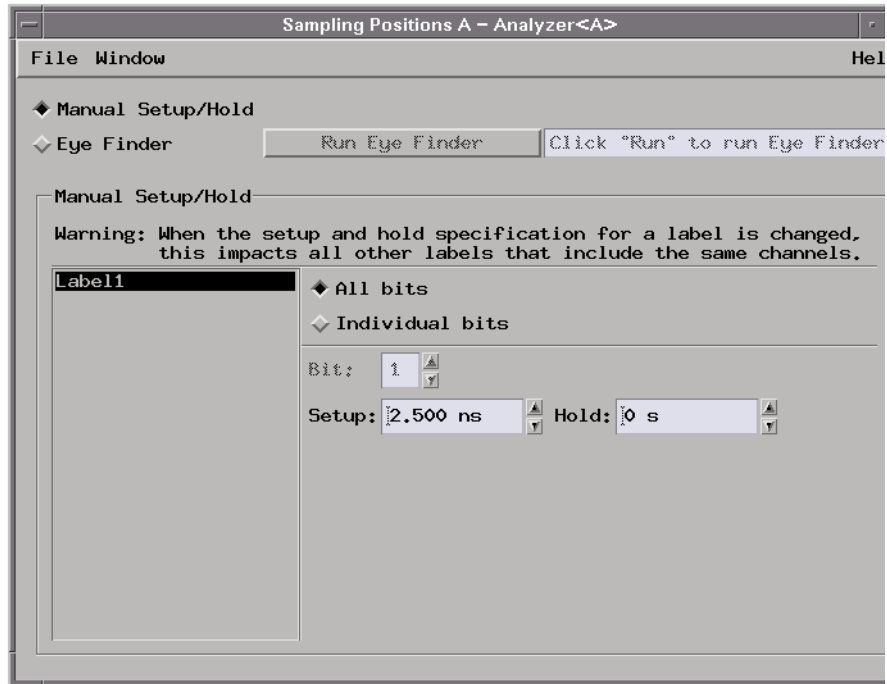 Sampling Positions A – Analyzer<A>
File Window Hel
Manual Setup/Hold
Eye Finder Run Eye Finder Click "Run" to run Eye Finder
Manual Setup/Hold
Warning: When the setup and hold specification for a label is changed,
this impacts all other labels that include the same channels.
Label1
All bits
Individual bits
Bit: 1
Setup: 2.500 ns Hold: 0 s